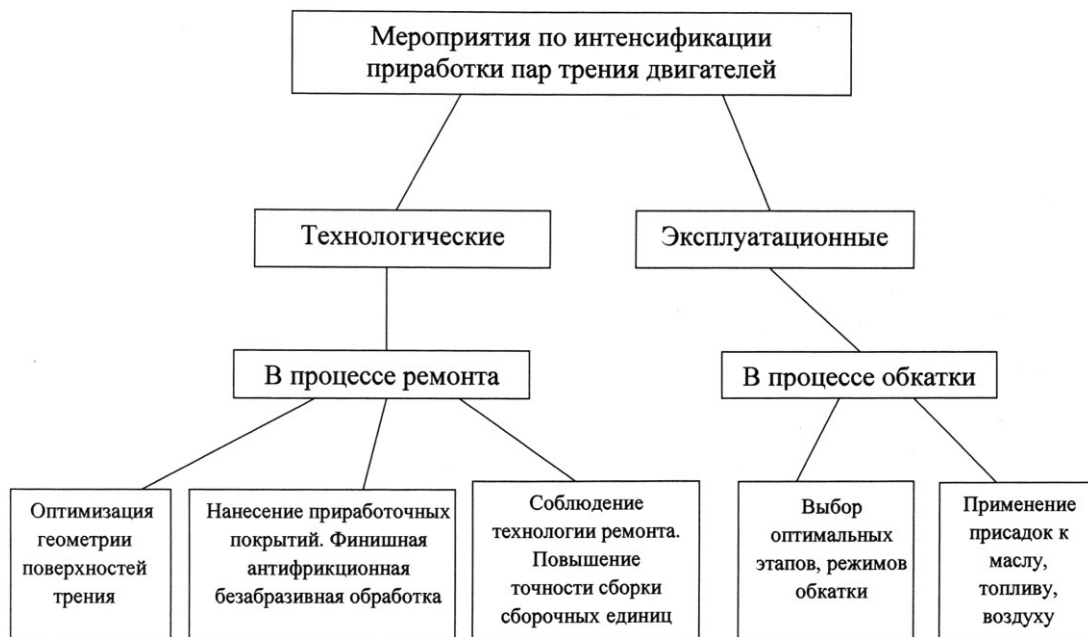 Мероприятия по интенсификации
приработки пар трения двигателей
Технологические
Эксплуатационные
В процессе ремонта
В процессе обкатки
Оптимизация
геометрии
поверхностей
трения
Нанесение приработочных
покрытий. Финишная
антифрикционная
безабразивная обработка
Соблюдение
технологии ремонта.
Повышение
точности сборки
сборочных единиц
Выбор
оптимальных
этапов, режимов
обкатки
Применение
присадок к
маслу,
топливу,
воздуху